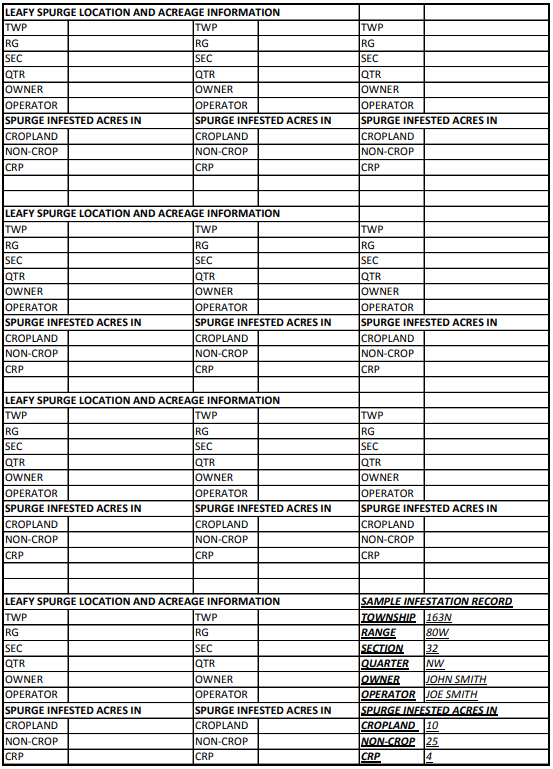 LEAFY SPURGE LOCATION AND ACREAGE INFORMATION
TWP TWP TWP
RG RG RG
SEC SEC SEC
QTR QTR QTR
OWNER OWNER OWNER
OPERATOR OPERATOR OPERATOR
SPURGE INFESTED ACRES IN SPURGE INFESTED ACRES IN SPURGE INFESTED ACRES IN
CROPLAND CROPLAND CROPLAND
NON-CROP NON-CROP NON-CROP
CRP CRP CRP
LEAFY SPURGE LOCATION AND ACREAGE INFORMATION
TWP TWP TWP
RG RG RG
SEC SEC SEC
QTR QTR QTR
OWNER OWNER OWNER
OPERATOR OPERATOR OPERATOR
SPURGE INFESTED ACRES IN SPURGE INFESTED ACRES IN SPURGE INFESTED ACRES IN
CROPLAND CROPLAND CROPLAND
NON-CROP NON-CROP NON-CROP
CRP CRP CRP
LEAFY SPURGE LOCATION AND ACREAGE INFORMATION
TWP TWP TWP
RG RG RG
SEC SEC SEC
QTR QTR QTR
OWNER OWNER OWNER
OPERATOR OPERATOR OPERATOR
SPURGE INFESTED ACRES IN SPURGE INFESTED ACRES IN SPURGE INFESTED ACRES IN
CROPLAND CROPLAND CROPLAND
NON-CROP NON-CROP NON-CROP
CRP CRP CRP
LEAFY SPURGE LOCATION AND ACREAGE INFORMATION SAMPLE INFESTATION RECORD
TWP TWP TOWNSHIP 163N
RG RG RANGE 80W
SEC SEC SECTION 32
QTR QTR QUARTER NW
OWNER OWNER OWNER JOHN SMITH
OPERATOR OPERATOR OPERATOR JOE SMITH
SPURGE INFESTED ACRES IN SPURGE INFESTED ACRES IN SPURGE INFESTED ACRES IN
CROPLAND CROPLAND CROPLAND 10
NON-CROP NON-CROP NON-CROP 25
CRP CRP CRP 4